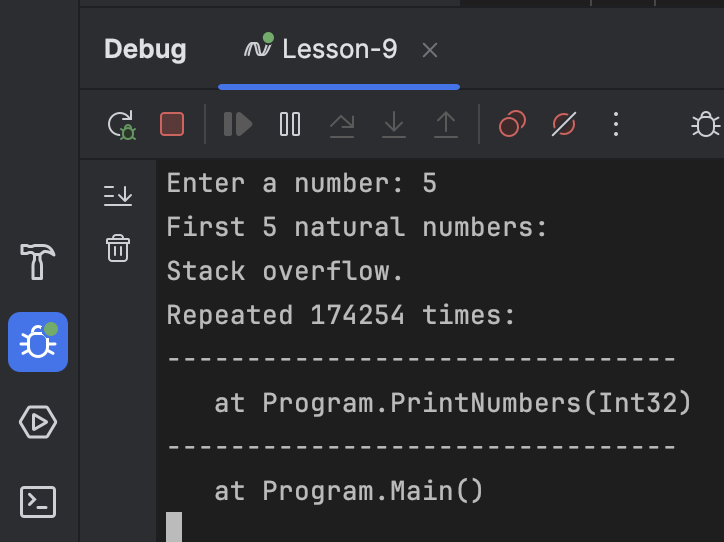 Debug
Lesson-9
Enter a number: 5
First 5 natural numbers:
Stack overflow.
Repeated 174254 times:
--------------------------------
   at Program.PrintNumbers(Int32)
--------------------------------
   at Program.Main()